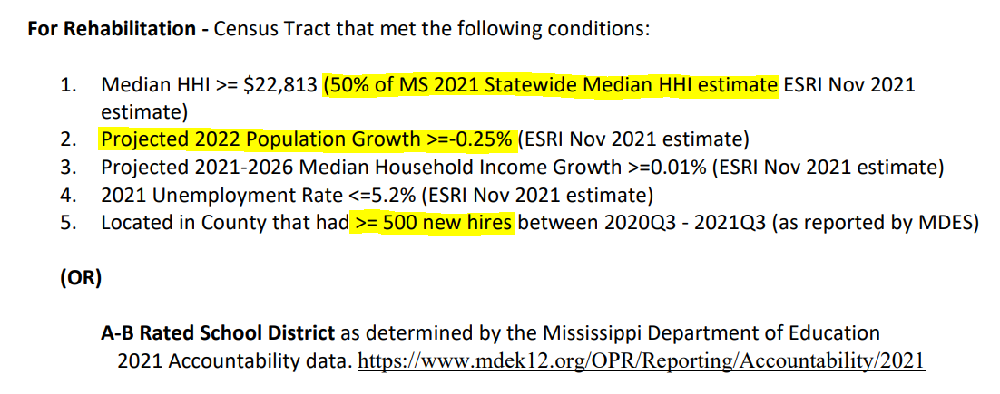 For Rehabilitation - Census Tract that met the following conditions:
1. Median HHI >= $22,813 (50% of MS 2021 Statewide Median HHI estimate ESRI Nov 2021
estimate)
2. Projected 2022 Population Growth >=-0.25% (ESRI Nov 2021 estimate)
3. Projected 2021-2026 Median Household Income Growth >=0.01% (ESRI Nov 2021 estimate)
4. 2021 Unemployment Rate <=5.2% (ESRI Nov 2021 estimate)
5. Located in County that had >= 500 new hires between 2020Q3 - 2021Q3 (as reported by MDES)
(OR)
A-B Rated School District as determined by the Mississippi Department of Education
2021 Accountability data. https://www.mdek12.org/OPR/Reporting/Accountability/2021